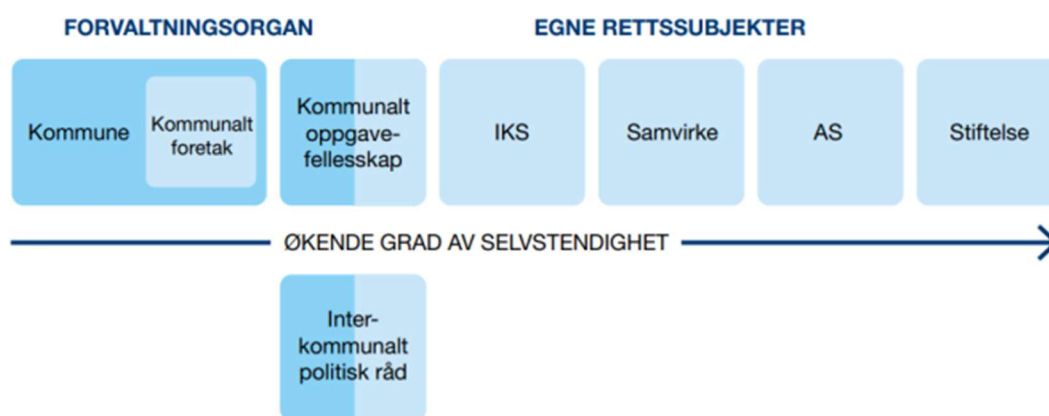 FORVALTNINGSORGAN
EGNE RETTSSUBJEKTER
Kommune
Kommunalt
foretak
Kommunalt
oppgave-
fellesskap
IKS
Samvirke
AS
Stiftelse
ØKENDE GRAD AV SELVSTENDIGHET
Inter-
kommunalt
politisk råd